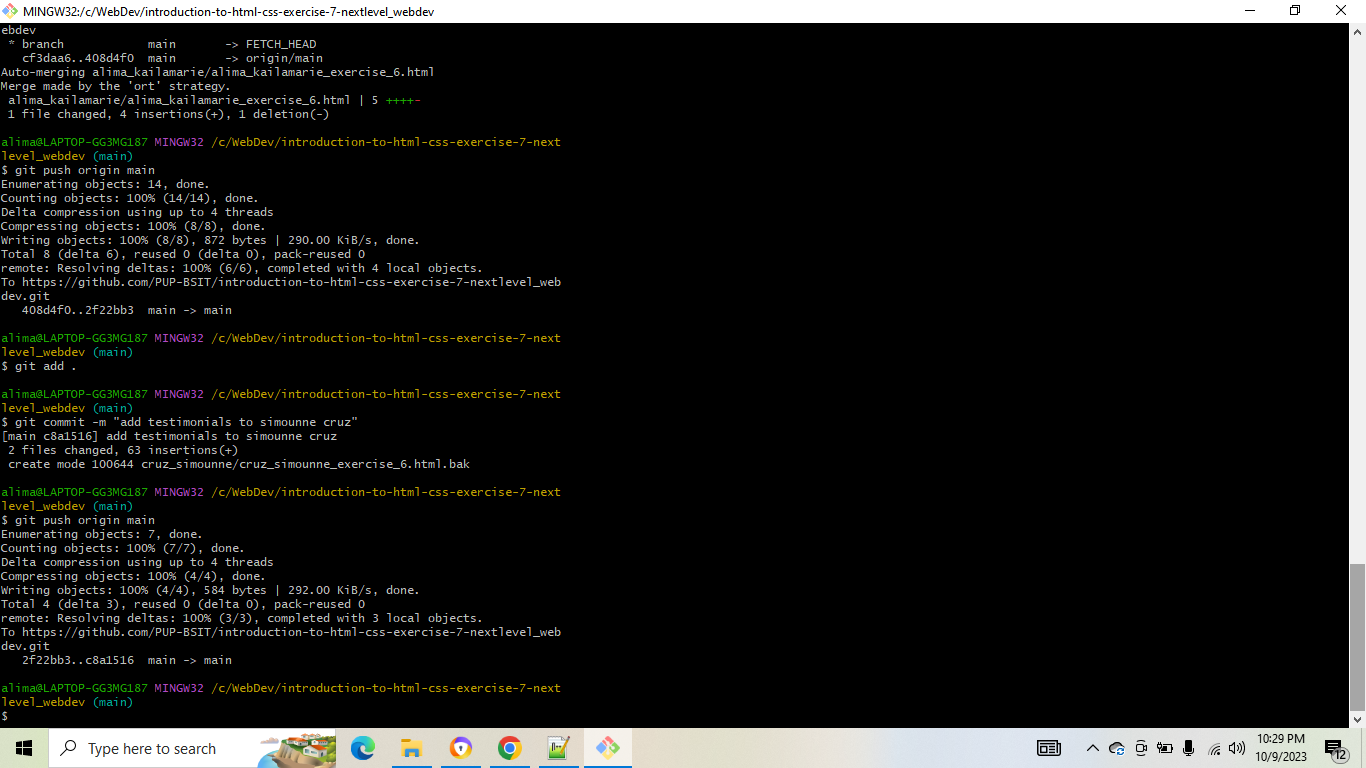 MINGW32:/c/WebDev/introduction-to-html-css-exercise-7-nextlevel_webdev
ebdev
 * branch            main       -> FETCH_HEAD
   cf3daa6..408d4f0  main       -> origin/main
Auto-merging alima_kailamarie/alima_kailamarie_exercise_6.html
Merge made by the 'ort' strategy.
 alima_kailamarie/alima_kailamarie_exercise_6.html | 5 ++++-
 1 file changed, 4 insertions(+), 1 deletion(-)
alima@LAPTOP-GG3MG187 MINGW32 /c/WebDev/introduction-to-html-css-exercise-7-next
level_webdev (main)
$ git push origin main
Enumerating objects: 14, done.
Counting objects: 100% (14/14), done.
Delta compression using up to 4 threads
Compressing objects: 100% (8/8), done.
Writing objects: 100% (8/8), 872 bytes | 290.00 KiB/s, done.
Total 8 (delta 6), reused 0 (delta 0), pack-reused 0
remote: Resolving deltas: 100% (6/6), completed with 4 local objects.
To https://github.com/PUP-BSIT/introduction-to-html-css-exercise-7-nextlevel_web
dev.git
   408d4f0..2f22bb3  main -> main
alima@LAPTOP-GG3MG187 MINGW32 /c/WebDev/introduction-to-html-css-exercise-7-next
level_webdev (main)
$ git add .
alima@LAPTOP-GG3MG187 MINGW32 /c/WebDev/introduction-to-html-css-exercise-7-next
level_webdev (main)
$ git commit -m "add testimonials to simounne cruz"
[main c8a1516] add testimonials to simounne cruz
 2 files changed, 63 insertions(+)
 create mode 100644 cruz_simounne/cruz_simounne_exercise_6.html.bak
alima@LAPTOP-GG3MG187 MINGW32 /c/WebDev/introduction-to-html-css-exercise-7-next
level_webdev (main)
$ git push origin main
Enumerating objects: 7, done.
Counting objects: 100% (7/7), done.
Delta compression using up to 4 threads
Compressing objects: 100% (4/4), done.
Writing objects: 100% (4/4), 584 bytes | 292.00 KiB/s, done.
Total 4 (delta 3), reused 0 (delta 0), pack-reused 0
remote: Resolving deltas: 100% (3/3), completed with 3 local objects.
To https://github.com/PUP-BSIT/introduction-to-html-css-exercise-7-nextlevel_web
dev.git
   2f22bb3..c8a1516  main -> main
alima@LAPTOP-GG3MG187 MINGW32 /c/WebDev/introduction-to-html-css-exercise-7-next
level_webdev (main)
$
Type here to search
10:29 PM
10/9/2023
12